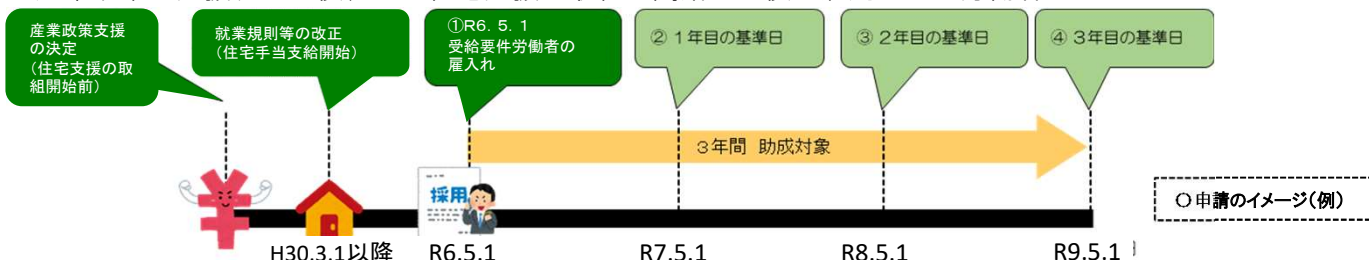 産業政策支援
の決定
(住宅支援の取
組開始前)
就業規則等の改正
(住宅手当支給開始)
①R6.5.1
受給要件労働者の
雇入れ
② 1年目の基準日
③ 2年目の基準日
④ 3年目の基準日
3年間 助成対象
採用
〇申請のイメージ(例)
H30.3.1以降
R6.5.1
R7.5.1
R8.5.1
R9.5.1